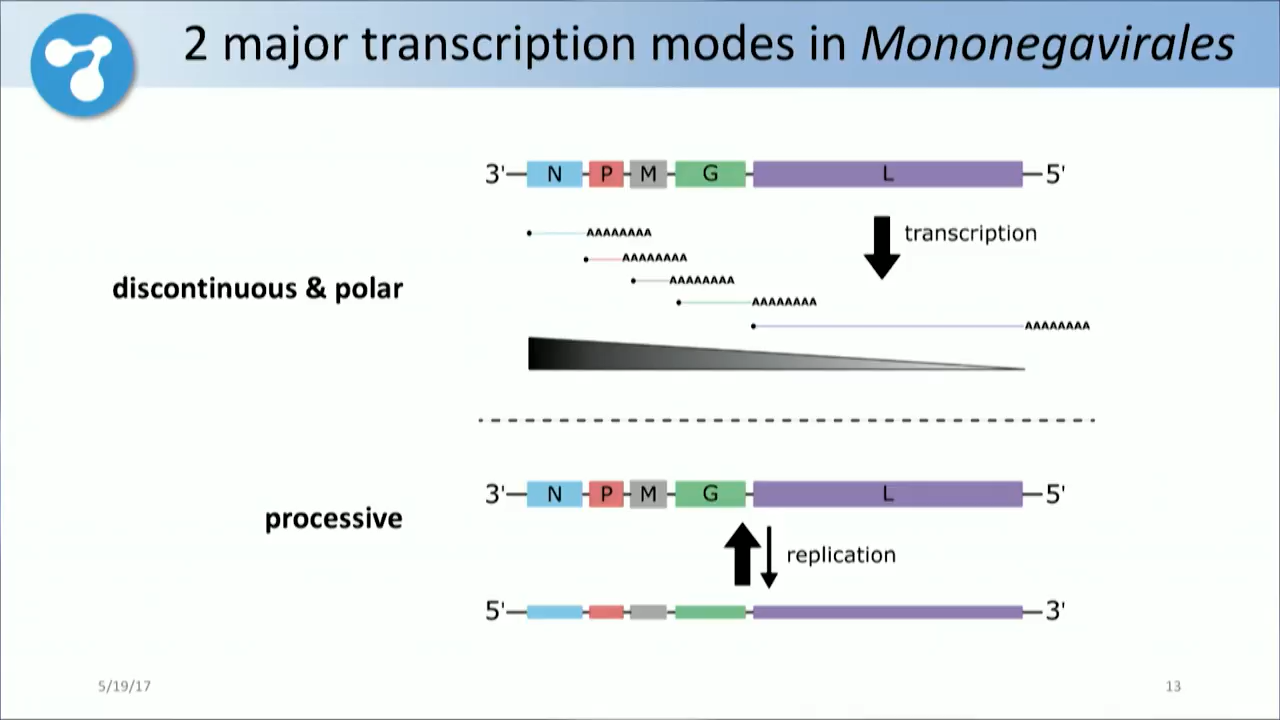 2 major transcription modes in Mononegavirales
3' N P M G L 5'
transcription
AAAAAAAA
AAAAAAAA
discontinuous & polar
AAAAAAAA
AAAAAAAA
AAAAAAAA
3' N P M G L 5'
processive
replication
5' 3'
5/19/17 13